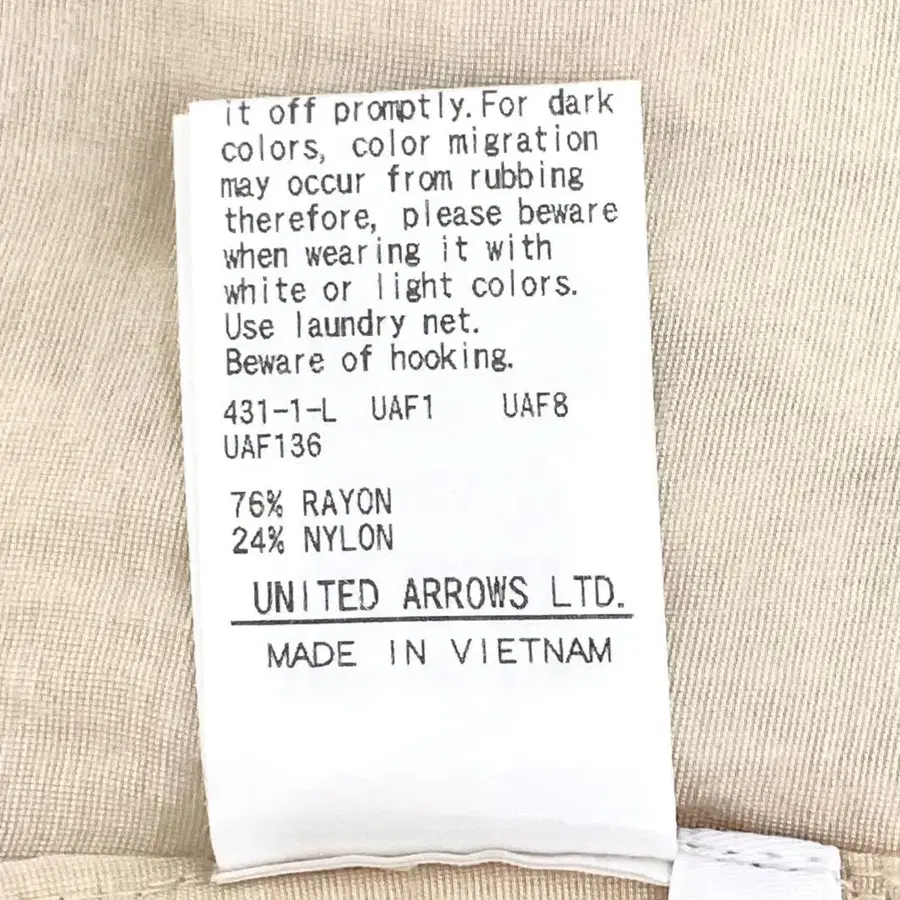 it off promptly. For dark
colors, color migration
may occur from rubbing
therefore, please beware
when wearing it with
white or light colors.
Use laundry net.
Beware of hooking.
431-1-L UAF1 UAF8
UAF136
76% RAYON
24% NYLON
UNITED ARROWS LTD.
MADE IN VIETNAM